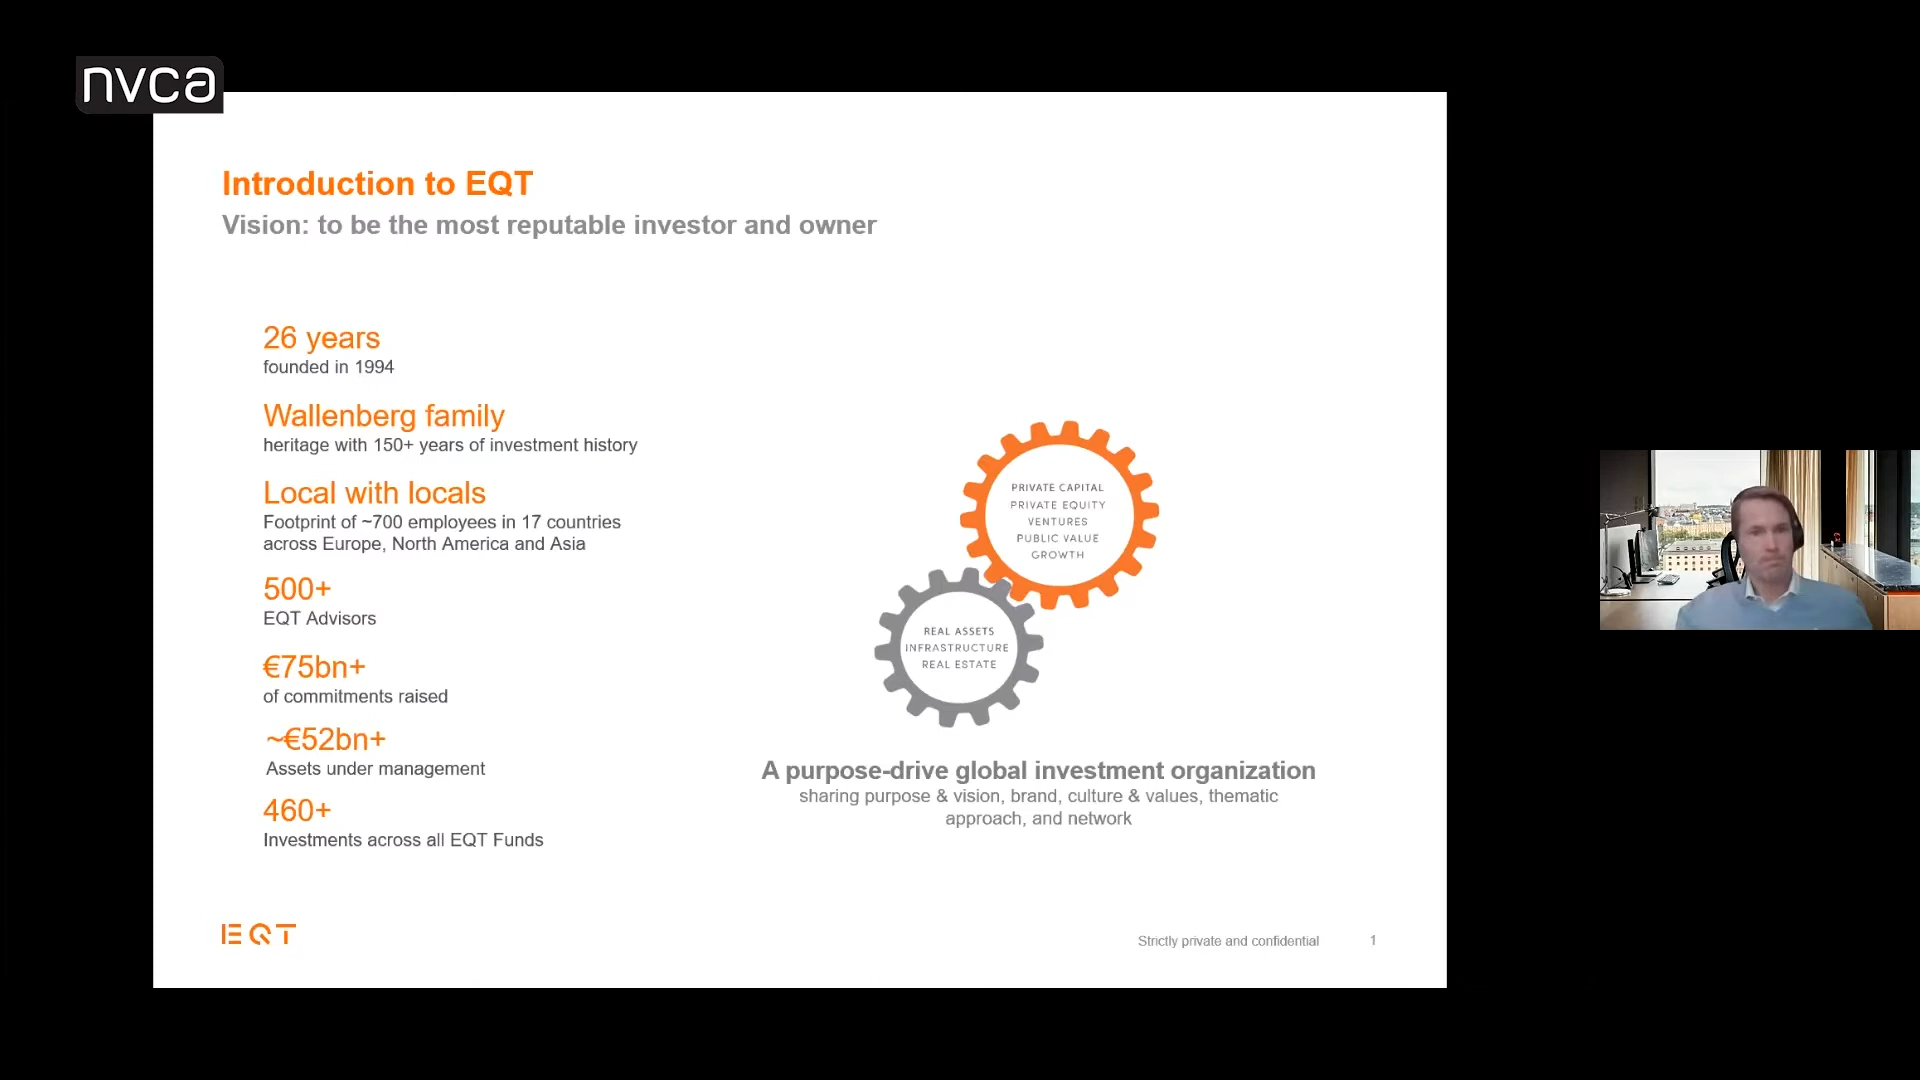 nvca
Introduction to EQT
Vision: to be the most reputable investor and owner
26 years
founded in 1994
Wallenberg family
heritage with 150+ years of investment history
Local with locals
Footprint of ~700 employees in 17 countries
across Europe, North America and Asia
500+
EQT Advisors
€75bn+
of commitments raised
~€52bn+
Assets under management
460+
Investments across all EQT Funds
PRIVATE CAPITAL
PRIVATE EQUITY
VENTURES
PUBLIC VALUE
GROWTH
REAL ASSETS
INFRASTRUCTURE
REAL ESTATE
A purpose-drive global investment organization
sharing purpose & vision, brand, culture & values, thematic
approach, and network
EQT
Strictly private and confidential
1